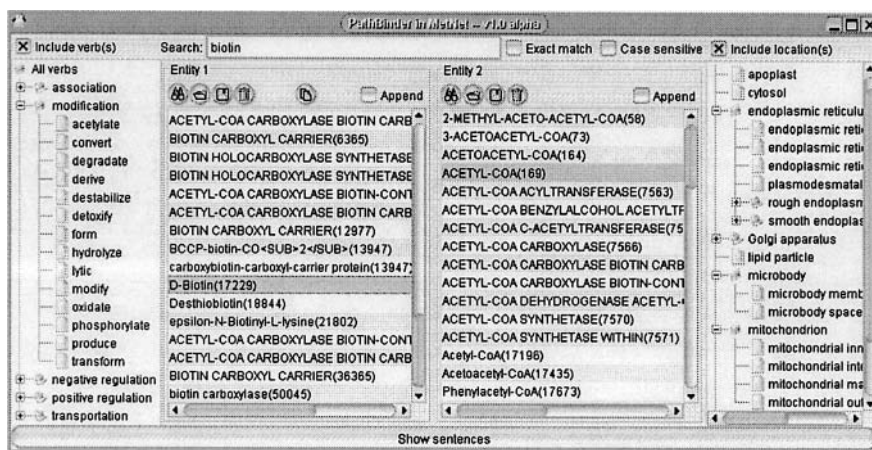 PathBinder in MetNet -- v1.0 alpha
Include verb(s)
Search: biotin
Exact match
Case sensitive
Include location(s)
All verbs
association
modification
acetylate
convert
degradate
derive
destabilize
detoxify
form
hydrolyze
lytic
modify
oxidate
phosphorylate
produce
transform
negative regulation
positive regulation
transportation
Entity 1
Append
ACETYL-COA CARBOXYLASE BIOTIN CARB
BIOTIN CARBOXYL CARRIER(6365)
BIOTIN HOLOCARBOXYLASE SYNTHETASE
BIOTIN HOLOCARBOXYLASE SYNTHETASE
ACETYL-COA CARBOXYLASE BIOTIN-CONT
ACETYL-COA CARBOXYLASE BIOTIN CARB
BIOTIN CARBOXYL CARRIER(12977)
BCCP-biotin-CO<SUB>2</SUB>(13947)
carboxybiotin-carboxyl-carrier protein(13947)
D-Biotin(17229)
Desthiobiotin(18844)
epsilon-N-Biotinyl-L-lysine(21802)
ACETYL-COA CARBOXYLASE BIOTIN-CONT
ACETYL-COA CARBOXYLASE BIOTIN CARB
BIOTIN CARBOXYL CARRIER(36365)
biotin carboxylase(50045)
Entity 2
Append
2-METHYL-ACETO-ACETYL-COA(58)
3-ACETOACETYL-COA(73)
ACETOACETYL-COA(164)
ACETYL-COA(169)
ACETYL-COA ACYLTRANSFERASE(7563)
ACETYL-COA BENZYLALCOHOL ACETYLTF
ACETYL-COA C-ACETYLTRANSFERASE(75
ACETYL-COA CARBOXYLASE(7566)
ACETYL-COA CARBOXYLASE BIOTIN CARB
ACETYL-COA CARBOXYLASE BIOTIN-CONT
ACETYL-COA DEHYDROGENASE ACETYL-
ACETYL-COA SYNTHETASE(7570)
ACETYL-COA SYNTHETASE WITHIN(7571)
Acetyl-CoA(17196)
Acetoacetyl-CoA(17435)
Phenylacetyl-CoA(17673)
apoplast
cytosol
endoplasmic reticulu
endoplasmic reti
endoplasmic reti
endoplasmic reti
plasmodesmatal
rough endoplasm
smooth endoplas
Golgi apparatus
lipid particle
microbody
microbody memb
microbody space
mitochondrion
mitochondrial inn
mitochondrial inte
mitochondrial ma
mitochondrial out
Show sentences